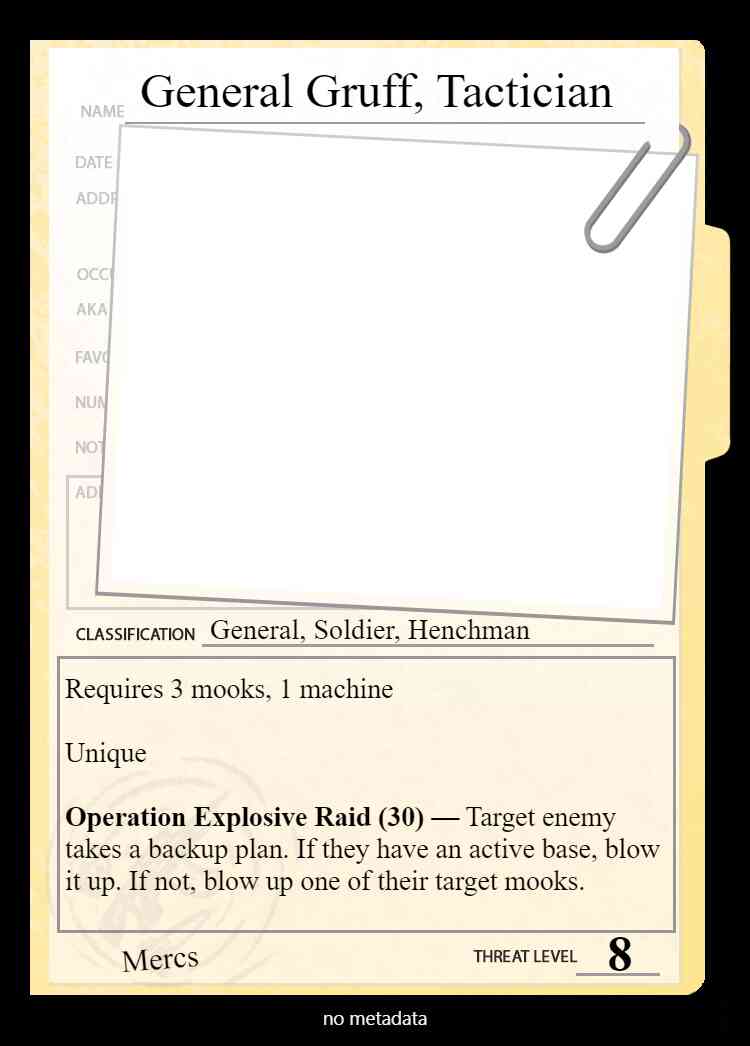 General Gruff, Tactician
NAME
DATE
ADDR
OCCU
AKA
FAVO
NUM
NOT
ADD
CLASSIFICATION General, Soldier, Henchman
Requires 3 mooks, 1 machine
Unique
Operation Explosive Raid (30) — Target enemy
takes a backup plan. If they have an active base, blow
it up. If not, blow up one of their target mooks.
Mercs
THREAT LEVEL 8
no metadata